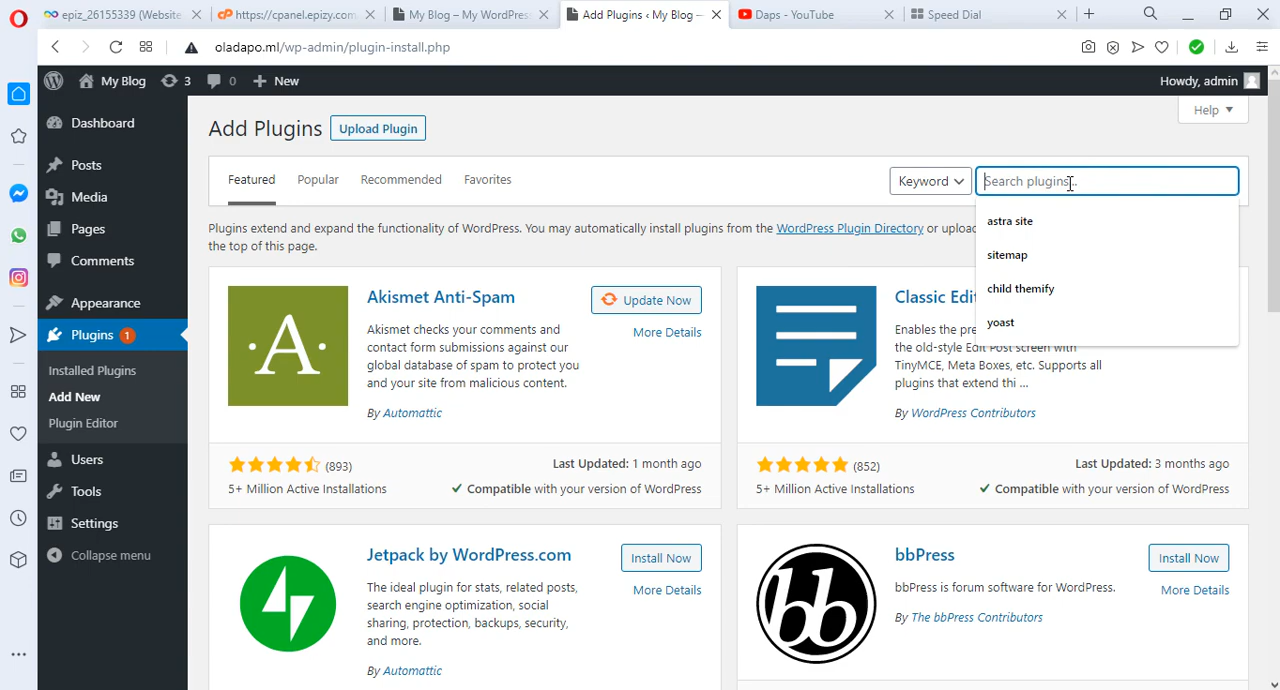 epiz_26155339 (Website
https://cpanel.epizy.com
My Blog – My WordPres
Add Plugins ‹ My Blog —
Daps - YouTube
Speed Dial
oladapo.ml/wp-admin/plugin-install.php
My Blog
3
0
New
Howdy, admin
Dashboard
Posts
Media
Pages
Comments
Appearance
Plugins 1
Installed Plugins
Add New
Plugin Editor
Users
Tools
Settings
Collapse menu
Help
Add Plugins
Upload Plugin
Featured
Popular
Recommended
Favorites
Keyword
Search plugins...
astra site
sitemap
child themify
yoast
Plugins extend and expand the functionality of WordPress. You may automatically install plugins from the WordPress Plugin Directory or upload
the top of this page.
A
Akismet Anti-Spam
Update Now
More Details
Akismet checks your comments and
contact form submissions against our
global database of spam to protect you
and your site from malicious content.
By Automattic
(893)
Last Updated: 1 month ago
5+ Million Active Installations
Compatible with your version of WordPress
Classic Edit
Enables the pre
the old-style Edit Post screen with
TinyMCE, Meta Boxes, etc. Supports all
plugins that extend thi ...
By WordPress Contributors
(852)
Last Updated: 3 months ago
5+ Million Active Installations
Compatible with your version of WordPress
Jetpack by WordPress.com
Install Now
More Details
The ideal plugin for stats, related posts,
search engine optimization, social
sharing, protection, backups, security,
and more.
By Automattic
bb
bbPress
Install Now
More Details
bbPress is forum software for WordPress.
By The bbPress Contributors